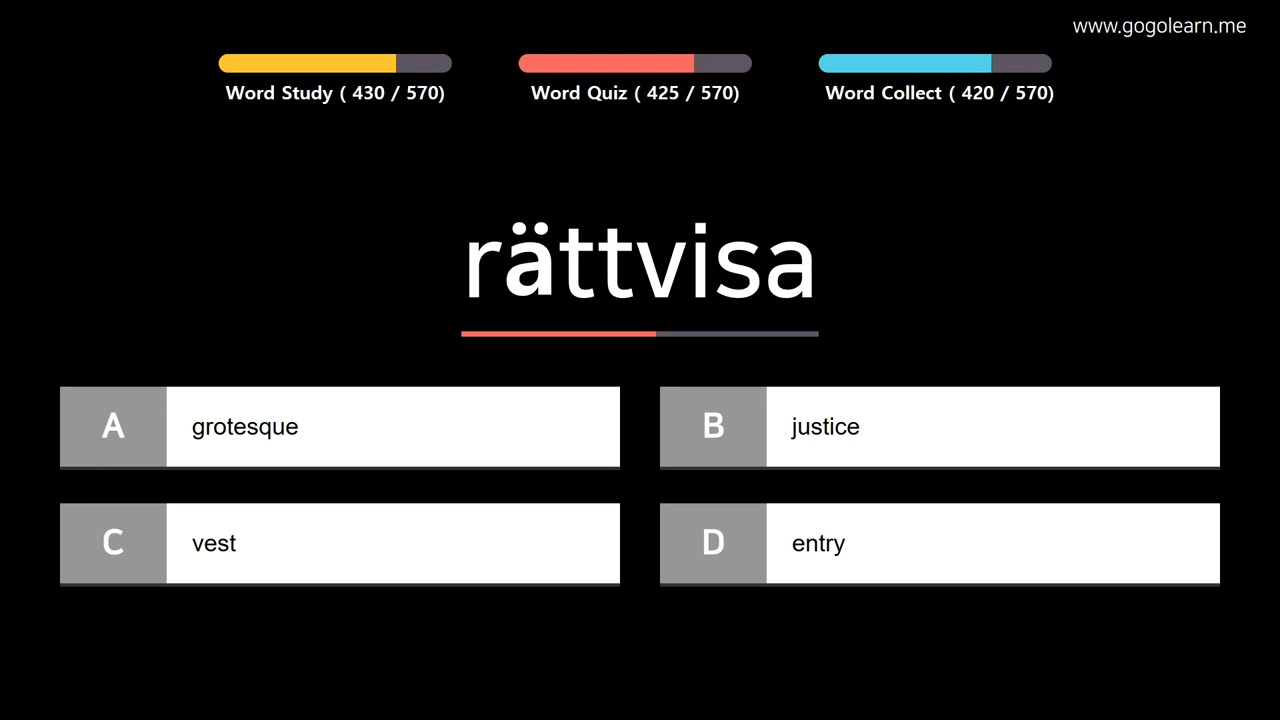 www.gogolearn.me
Word Study ( 430 / 570)
Word Quiz ( 425 / 570)
Word Collect ( 420 / 570)
rättvisa
A grotesque
B justice
C vest
D entry